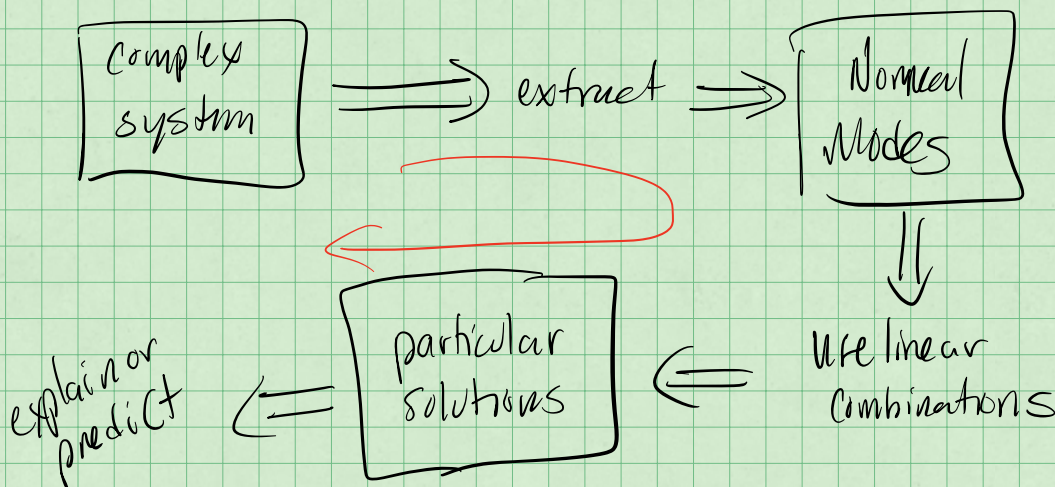 complex
system
extract
Normal
Modes
use linear
combinations
particular
solutions
explain or
predict